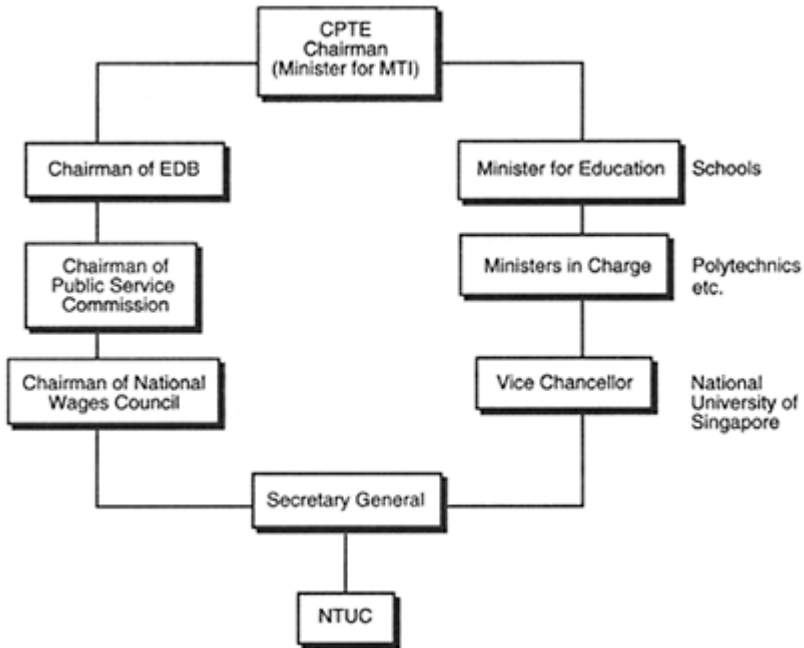 CPTE
Chairman
(Minister for MTI)
Chairman of EDB
Minister for Education
Schools
Chairman of
Public Service
Commission
Ministers in Charge
Polytechnics
etc.
Chairman of National
Wages Council
Vice Chancellor
National
University of
Singapore
Secretary General
NTUC